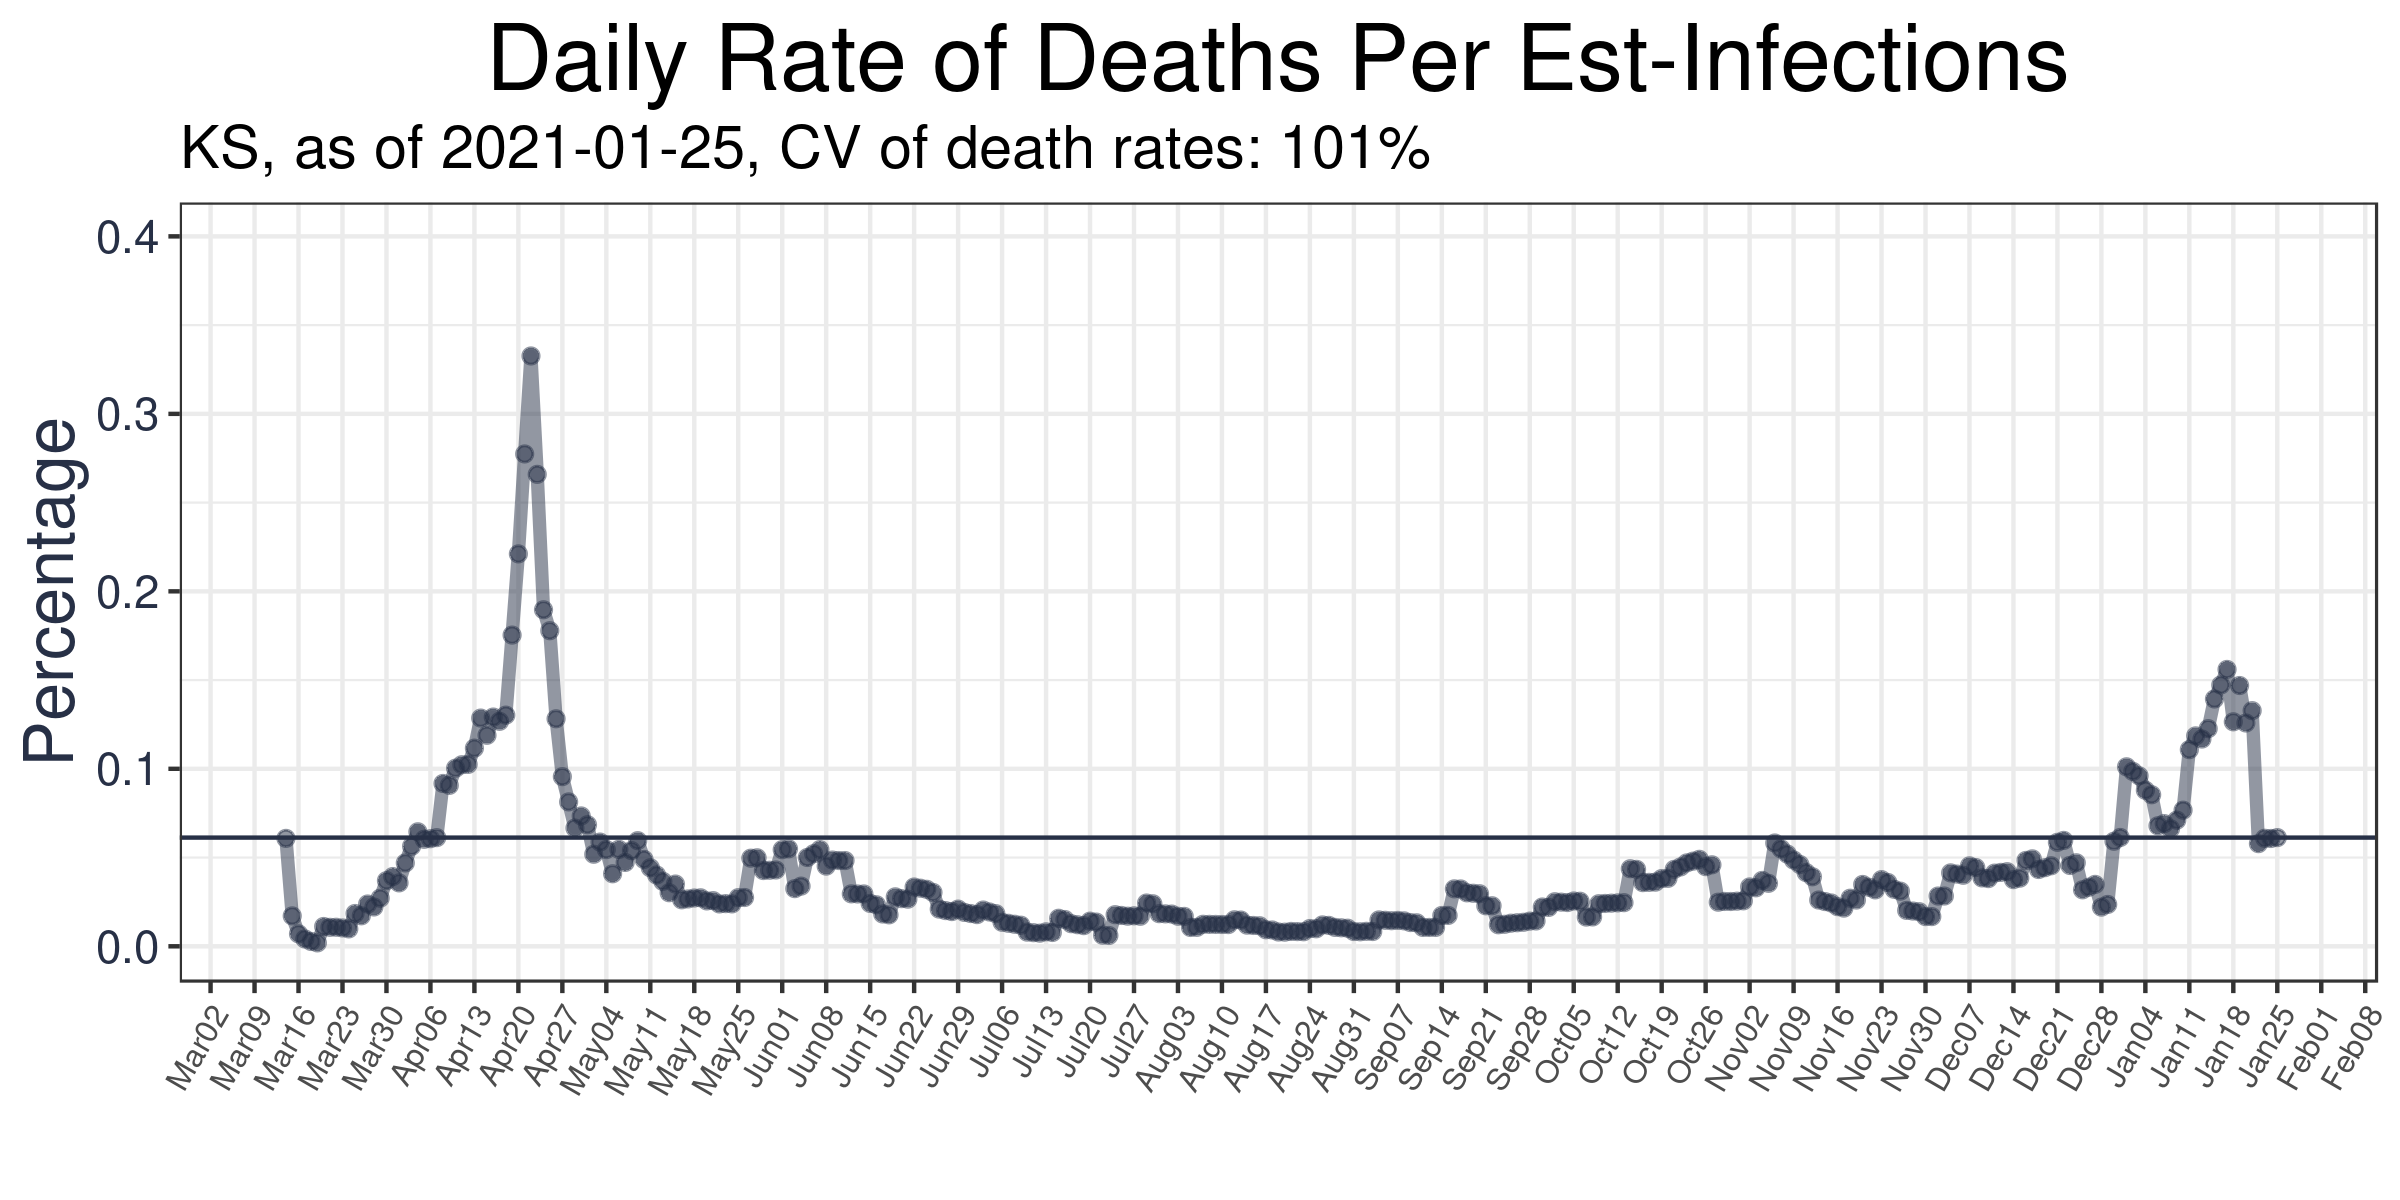 Daily Rate of Deaths Per Est-Infections
KS, as of 2021-01-25, CV of death rates: 101%
Percentage
0.4
0.3
0.2
0.1
0.0
Mar02
Mar09
Mar16
Mar23
Mar30
Apr06
Apr13
Apr20
Apr27
May04
May11
May18
May25
Jun01
Jun08
Jun15
Jun22
Jun29
Jul06
Jul13
Jul20
Jul27
Aug03
Aug10
Aug17
Aug24
Aug31
Sep07
Sep14
Sep21
Sep28
Oct05
Oct12
Oct19
Oct26
Nov02
Nov09
Nov16
Nov23
Nov30
Dec07
Dec14
Dec21
Dec28
Jan04
Jan11
Jan18
Jan25
Feb01
Feb08